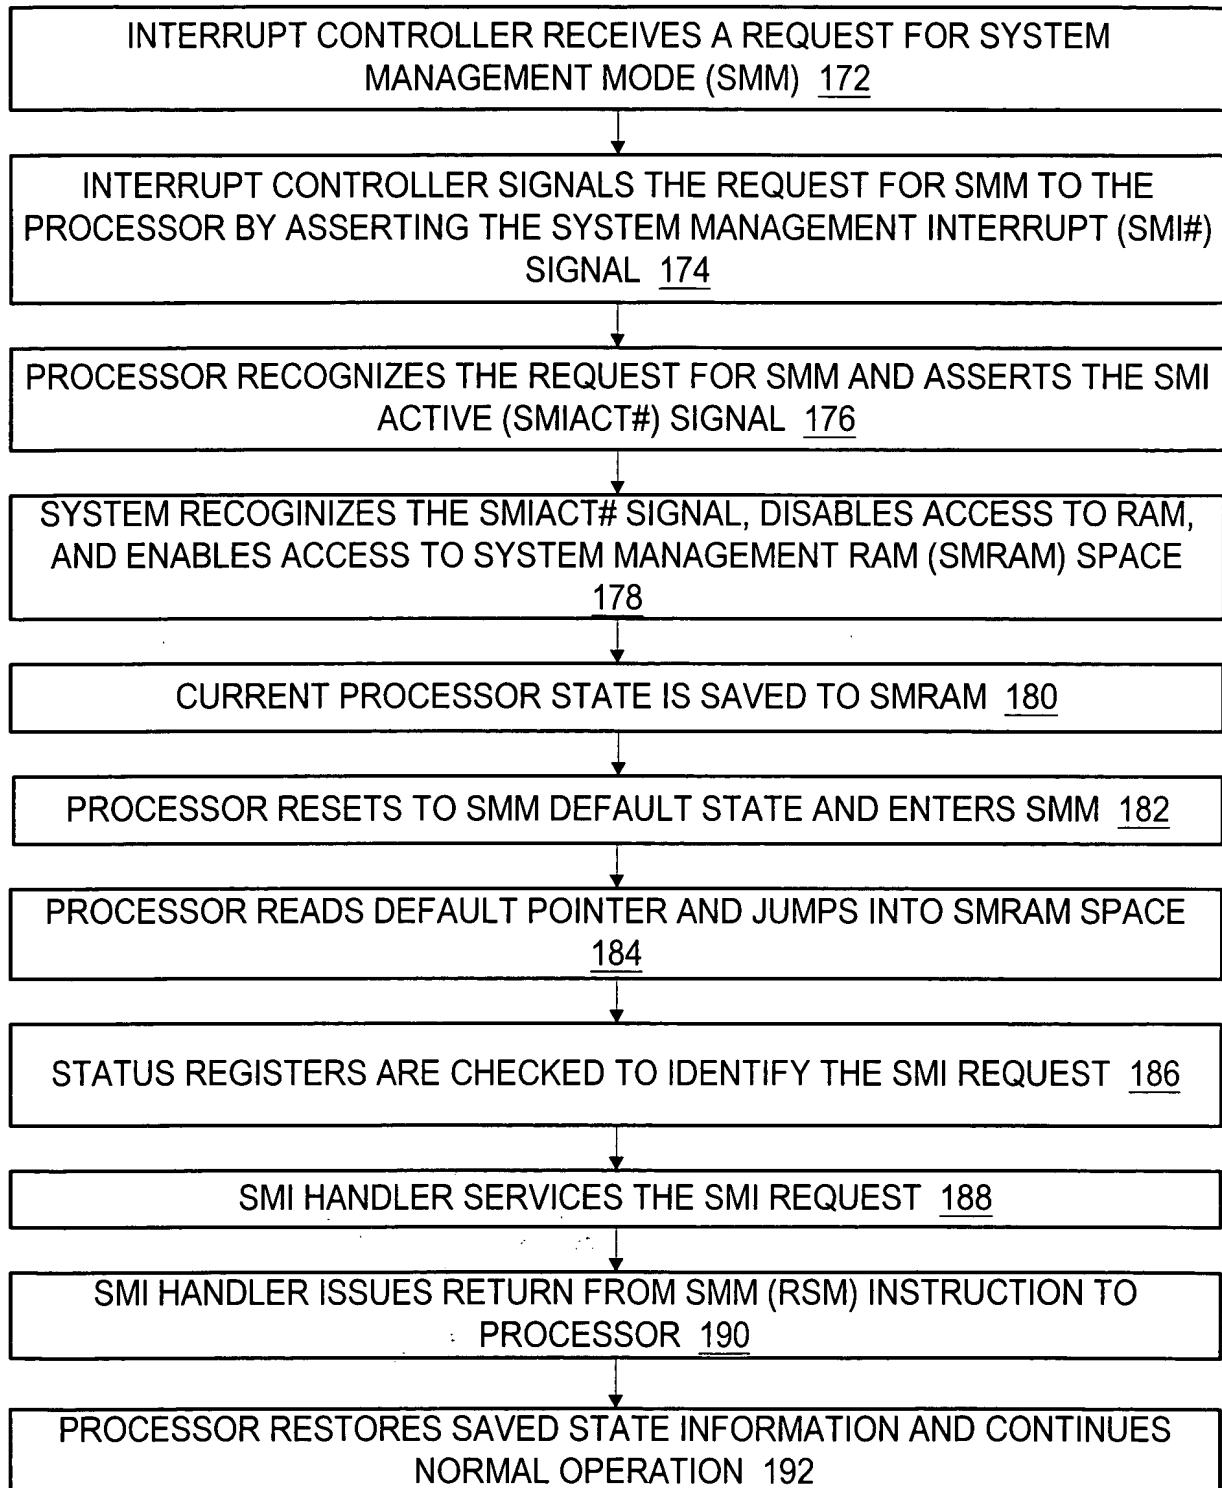 INTERRUPT CONTROLLER RECEIVES A REQUEST FOR SYSTEM
MANAGEMENT MODE (SMM) 172
INTERRUPT CONTROLLER SIGNALS THE REQUEST FOR SMM TO THE
PROCESSOR BY ASSERTING THE SYSTEM MANAGEMENT INTERRUPT (SMI#)
SIGNAL 174
PROCESSOR RECOGNIZES THE REQUEST FOR SMM AND ASSERTS THE SMI
ACTIVE (SMIACT#) SIGNAL 176
SYSTEM RECOGINIZES THE SMIACT# SIGNAL, DISABLES ACCESS TO RAM,
AND ENABLES ACCESS TO SYSTEM MANAGEMENT RAM (SMRAM) SPACE
178
CURRENT PROCESSOR STATE IS SAVED TO SMRAM 180
PROCESSOR RESETS TO SMM DEFAULT STATE AND ENTERS SMM 182
PROCESSOR READS DEFAULT POINTER AND JUMPS INTO SMRAM SPACE
184
STATUS REGISTERS ARE CHECKED TO IDENTIFY THE SMI REQUEST 186
SMI HANDLER SERVICES THE SMI REQUEST 188
SMI HANDLER ISSUES RETURN FROM SMM (RSM) INSTRUCTION TO
PROCESSOR 190
PROCESSOR RESTORES SAVED STATE INFORMATION AND CONTINUES
NORMAL OPERATION 192